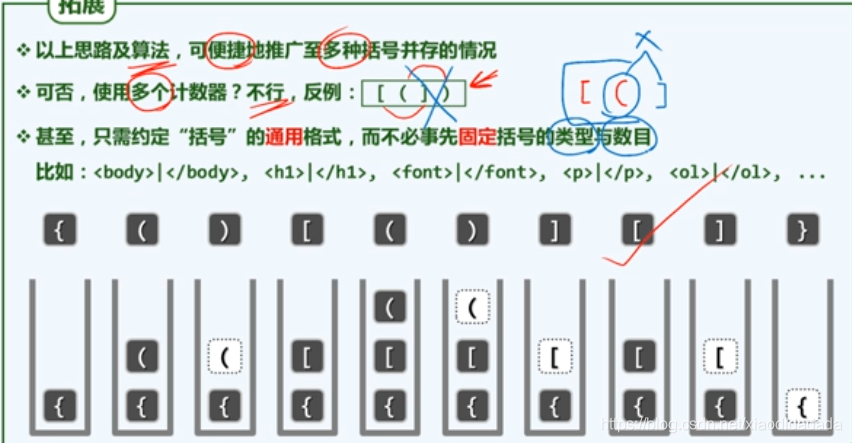 拓展
❖ 以上思路及算法，可便捷地推广至多种括号并存的情况
❖ 可否，使用多个计数器？不行，反例：[ ( ] )
[ ( ]
❖ 甚至，只需约定“括号”的通用格式，而不必事先固定括号的类型与数目
比如：<body>|</body>, <h1>|</h1>, <font>|</font>, <p>|</p>, <ol>|</ol>, ...
{ ( ) [ ( ) ] [ ] }
( (
( ( [ [ [ [ [ [
{ { { { { { { { { {
https://blog.csdn.net/xiaodidadada